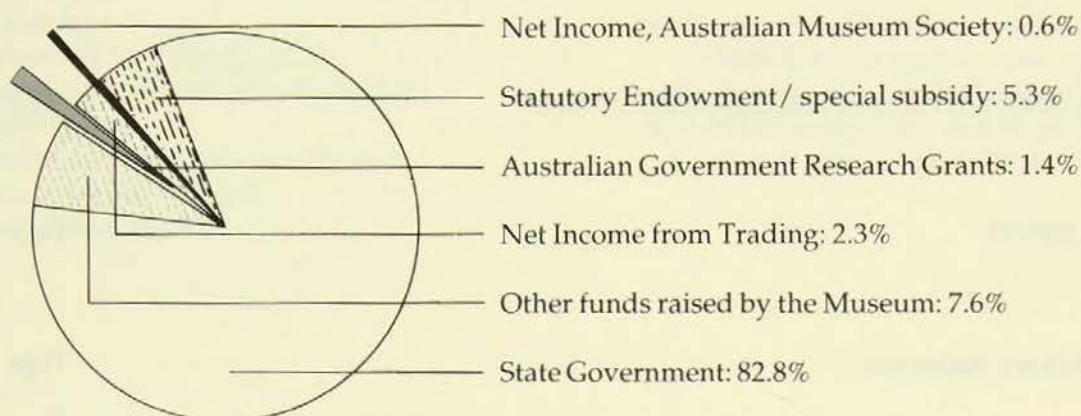 Net Income, Australian Museum Society: 0.6%
Statutory Endowment/ special subsidy: 5.3%
Australian Government Research Grants: 1.4%
Net Income from Trading: 2.3%
Other funds raised by the Museum: 7.6%
State Government: 82.8%